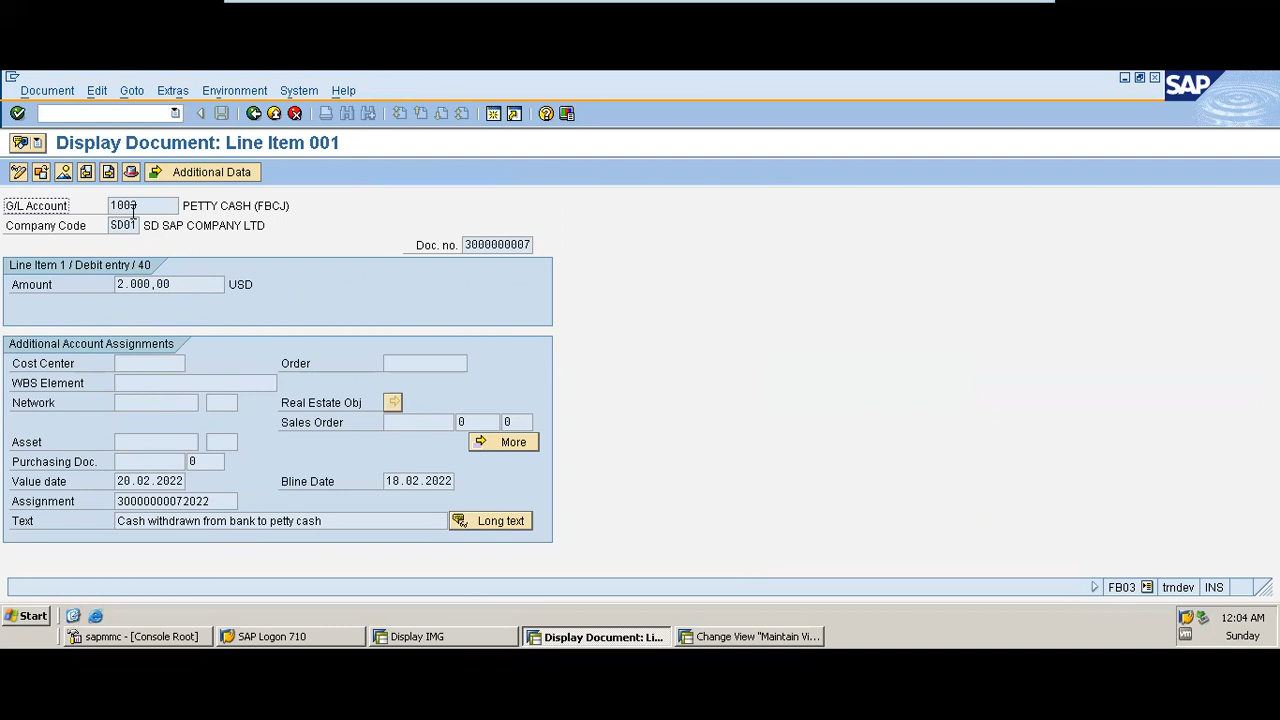 SAP
Document Edit Goto Extras Environment System Help
Display Document: Line Item 001
Additional Data
G/L Account 1003 PETTY CASH (FBCJ)
Company Code SD01 SD SAP COMPANY LTD
Doc. no. 3000000007
Line Item 1 / Debit entry / 40
Amount 2.000,00 USD
Additional Account Assignments
Cost Center Order
WBS Element
Network Real Estate Obj
Sales Order 0 0
Asset More
Purchasing Doc. 0
Value date 20.02.2022 Bline Date 18.02.2022
Assignment 30000000072022
Text Cash withdrawn from bank to petty cash Long text
FB03 trndev INS
Start 12:04 AM
sapmmc - [Console Root] SAP Logon 710 Display IMG Display Document: Li... Change View "Maintain Vi... Sunday